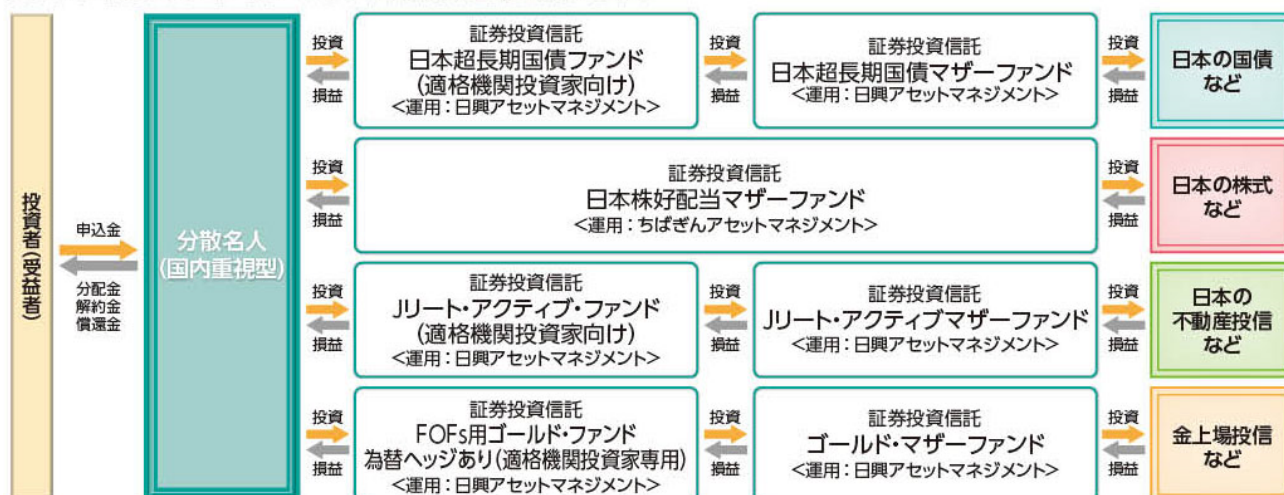 投資者(受益者)
申込金
分配金
解約金
償還金
分散名人
(国内重視型)
投資
損益
証券投資信託
日本超長期国債ファンド
(適格機関投資家向け)
<運用:日興アセットマネジメント>
投資
損益
証券投資信託
日本超長期国債マザーファンド
<運用:日興アセットマネジメント>
投資
損益
日本の国債
など
投資
損益
証券投資信託
日本株好配当マザーファンド
<運用:ちばぎんアセットマネジメント>
投資
損益
日本の株式
など
投資
損益
証券投資信託
Jリート・アクティブ・ファンド
(適格機関投資家向け)
<運用:日興アセットマネジメント>
投資
損益
証券投資信託
Jリート・アクティブマザーファンド
<運用:日興アセットマネジメント>
投資
損益
日本の
不動産投信
など
投資
損益
証券投資信託
FOFs用ゴールド・ファンド
為替ヘッジあり(適格機関投資家専用)
<運用:日興アセットマネジメント>
投資
損益
証券投資信託
ゴールド・マザーファンド
<運用:日興アセットマネジメント>
投資
損益
金上場投信
など